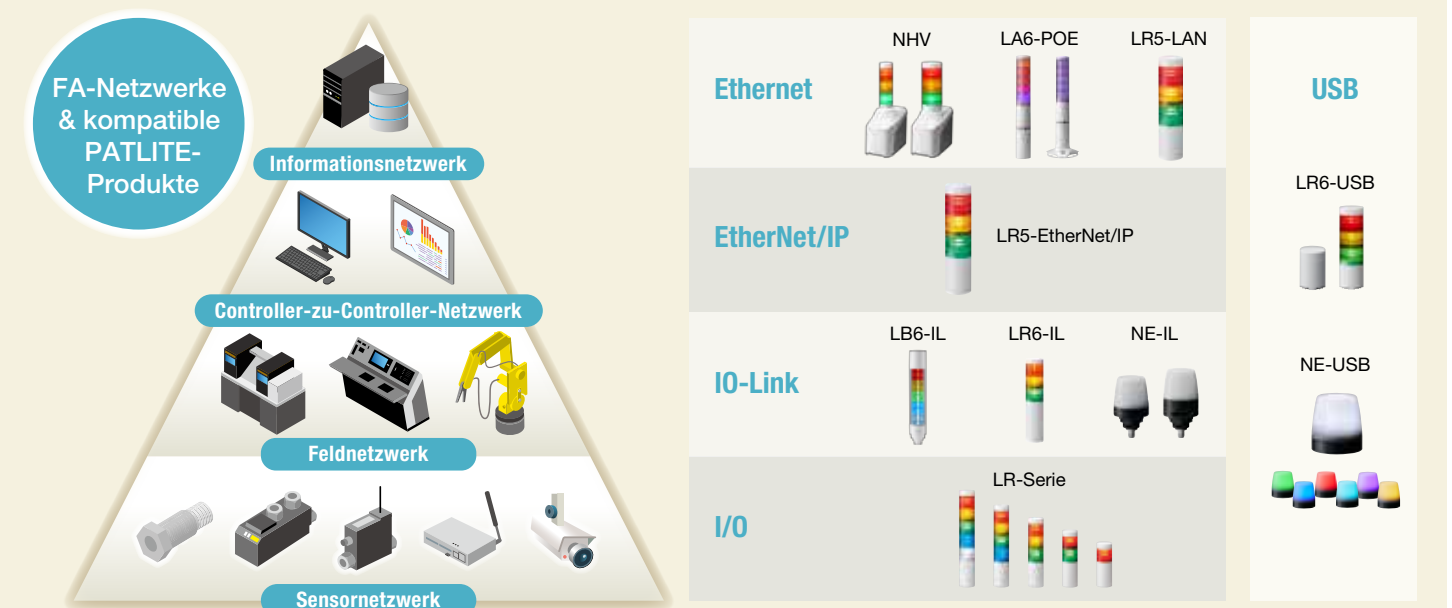 FA-Netzwerke
& kompatible
PATLITE-
Produkte
Informationsnetzwerk
Controller-zu-Controller-Netzwerk
Feldnetzwerk
Sensornetzwerk
Ethernet
NHV
LA6-POE
LR5-LAN
EtherNet/IP
LR5-EtherNet/IP
IO-Link
LB6-IL
LR6-IL
NE-IL
I/O
LR-Serie
USB
LR6-USB
NE-USB